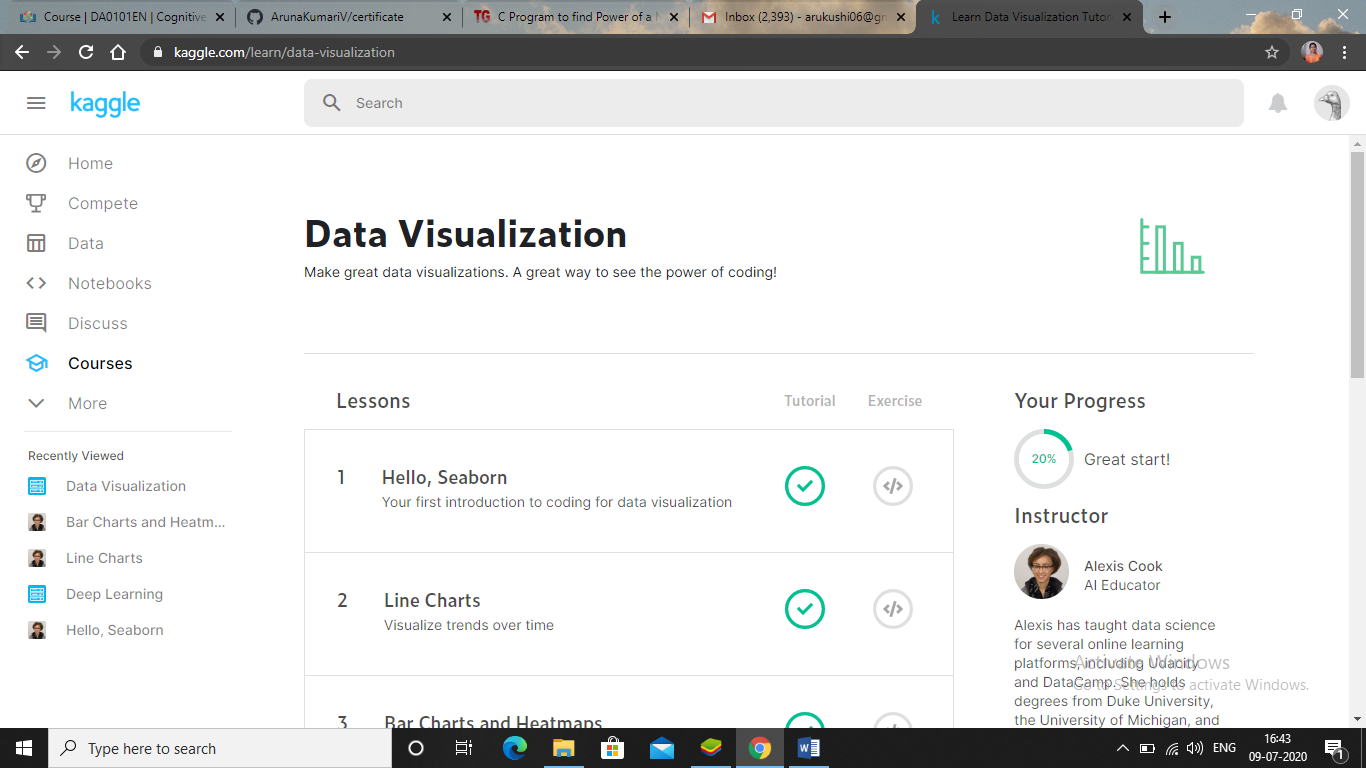 Course | DA0101EN | Cognitive
ArunaKumariV/certificate
C Program to find Power of a N
Inbox (2,393) - arukushi06@gm
Learn Data Visualization Tutor
kaggle.com/learn/data-visualization
kaggle
Search
Home
Compete
Data
Notebooks
Discuss
Courses
More
Recently Viewed
Data Visualization
Bar Charts and Heatm...
Line Charts
Deep Learning
Hello, Seaborn
Data Visualization
Make great data visualizations. A great way to see the power of coding!
Lessons
Tutorial
Exercise
1
Hello, Seaborn
Your first introduction to coding for data visualization
2
Line Charts
Visualize trends over time
3
Bar Charts and Heatmaps
Your Progress
20%
Great start!
Instructor
Alexis Cook
AI Educator
Alexis has taught data science
for several online learning
platforms, including Udacity
and DataCamp. She holds
degrees from Duke University,
the University of Michigan, and
Activate Windows
Go to Settings to activate Windows.
Type here to search
ENG
16:43
09-07-2020
1